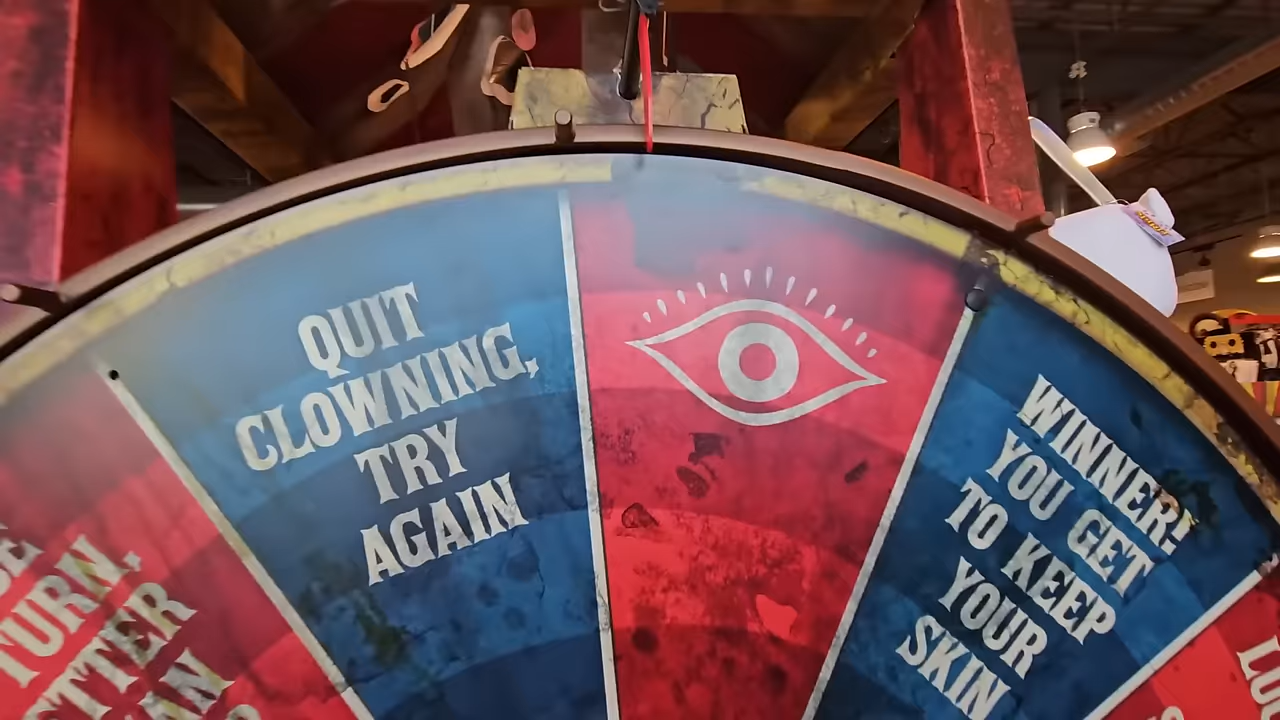 QUIT
CLOWNING,
TRY
AGAIN
WINNER!
YOU GET
TO KEEP
YOUR
SKIN
TURN,